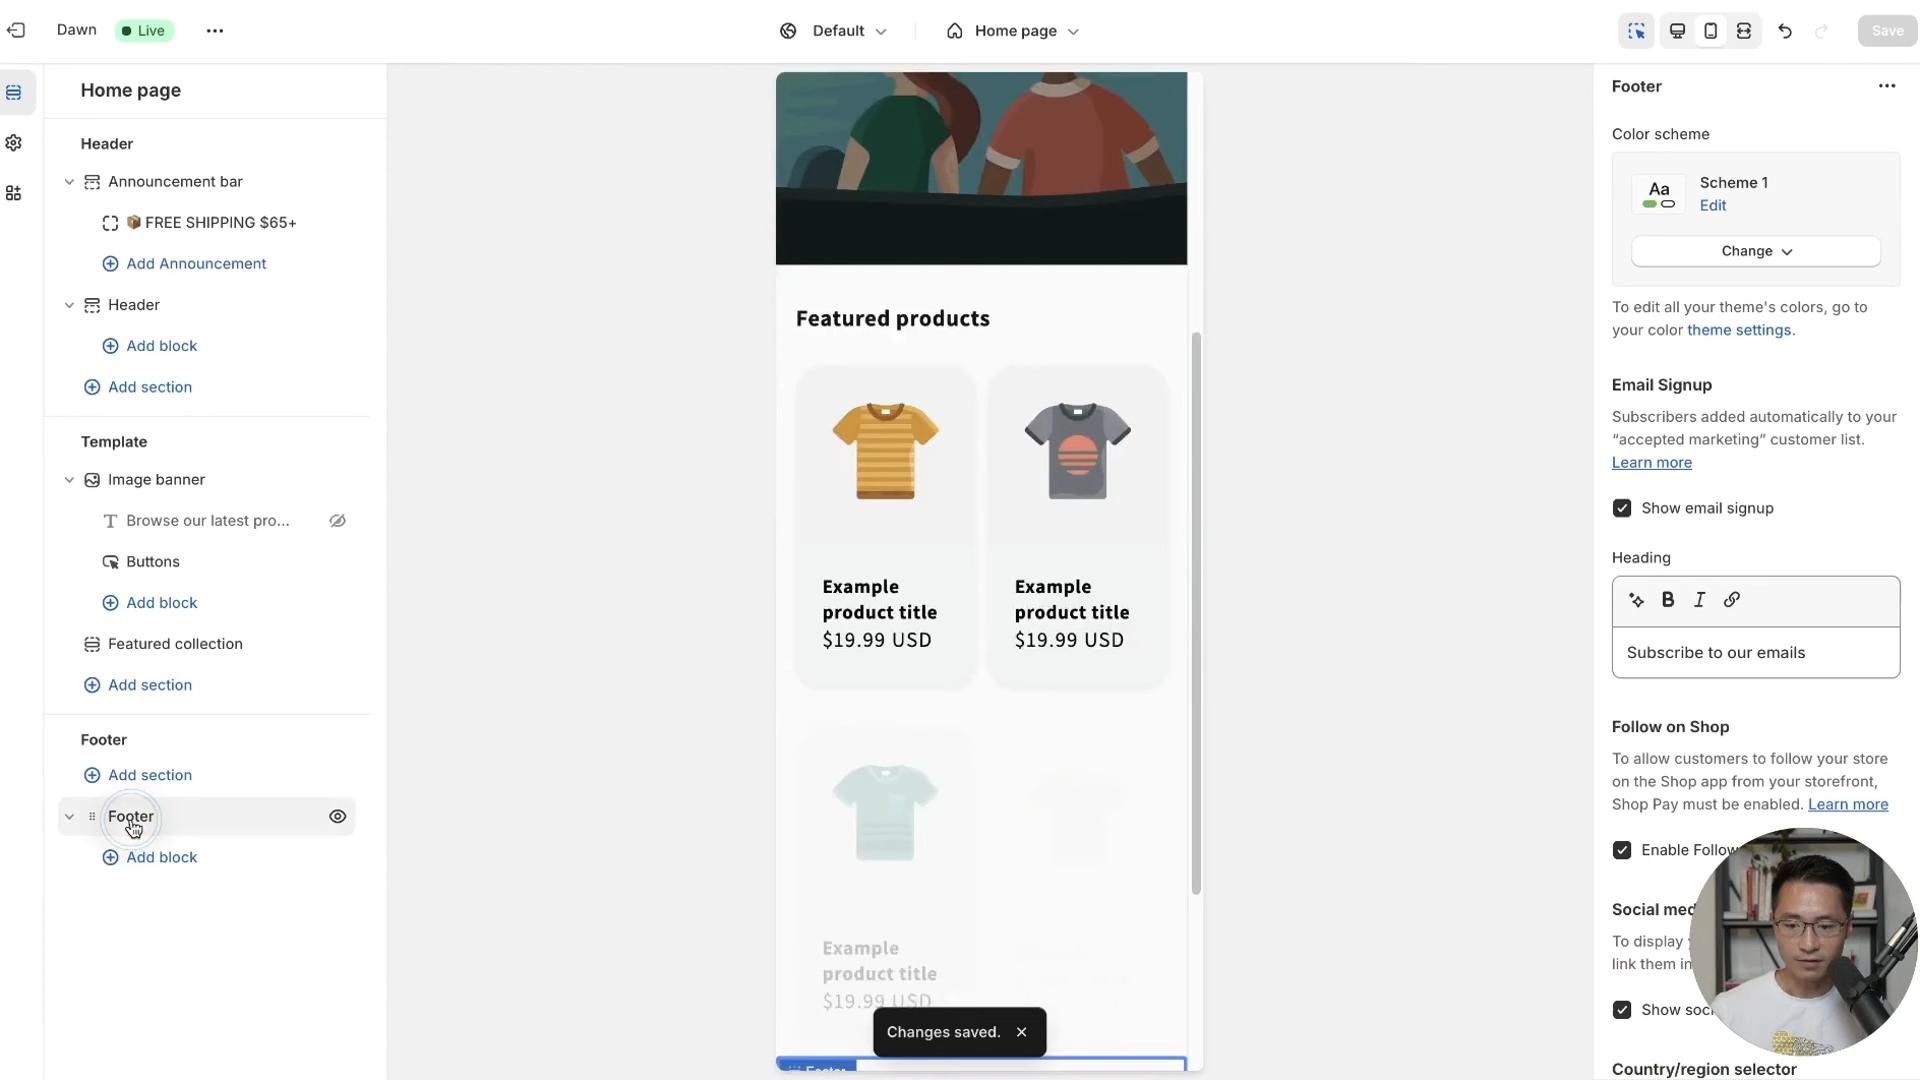 Dawn
Live
Default
Home page
Save
Home page
Header
Announcement bar
📦 FREE SHIPPING $65+
Add Announcement
Header
Add block
Add section
Template
Image banner
Browse our latest pro...
Buttons
Add block
Featured collection
Add section
Footer
Add section
Footer
Add block
Featured products
Example
product title
$19.99 USD
Example
product title
$19.99 USD
Example
product title
$19.99 USD
Changes saved.
Footer
Footer
Color scheme
Aa
Scheme 1
Edit
Change
To edit all your theme's colors, go to
your color theme settings.
Email Signup
Subscribers added automatically to your
“accepted marketing” customer list.
Learn more
Show email signup
Heading
B I
Subscribe to our emails
Follow on Shop
To allow customers to follow your store
on the Shop app from your storefront,
Shop Pay must be enabled. Learn more
Enable Follow
Social med
To display
link them in
Show soc
Country/region selector